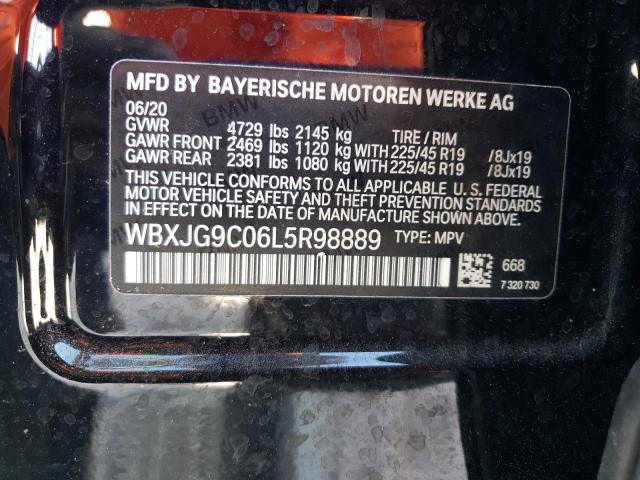 MFD BY BAYERISCHE MOTOREN WERKE AG
06/20
GVWR 4729 lbs 2145 kg TIRE / RIM
GAWR FRONT 2469 lbs 1120 kg WITH 225/45 R19 /8Jx19
GAWR REAR 2381 lbs 1080 kg WITH 225/45 R19 /8Jx19
THIS VEHICLE CONFORMS TO ALL APPLICABLE U. S. FEDERAL
MOTOR VEHICLE SAFETY AND THEFT PREVENTION STANDARDS
IN EFFECT ON THE DATE OF MANUFACTURE SHOWN ABOVE.
WBXJG9C06L5R98889 TYPE: MPV
668
7 320 730